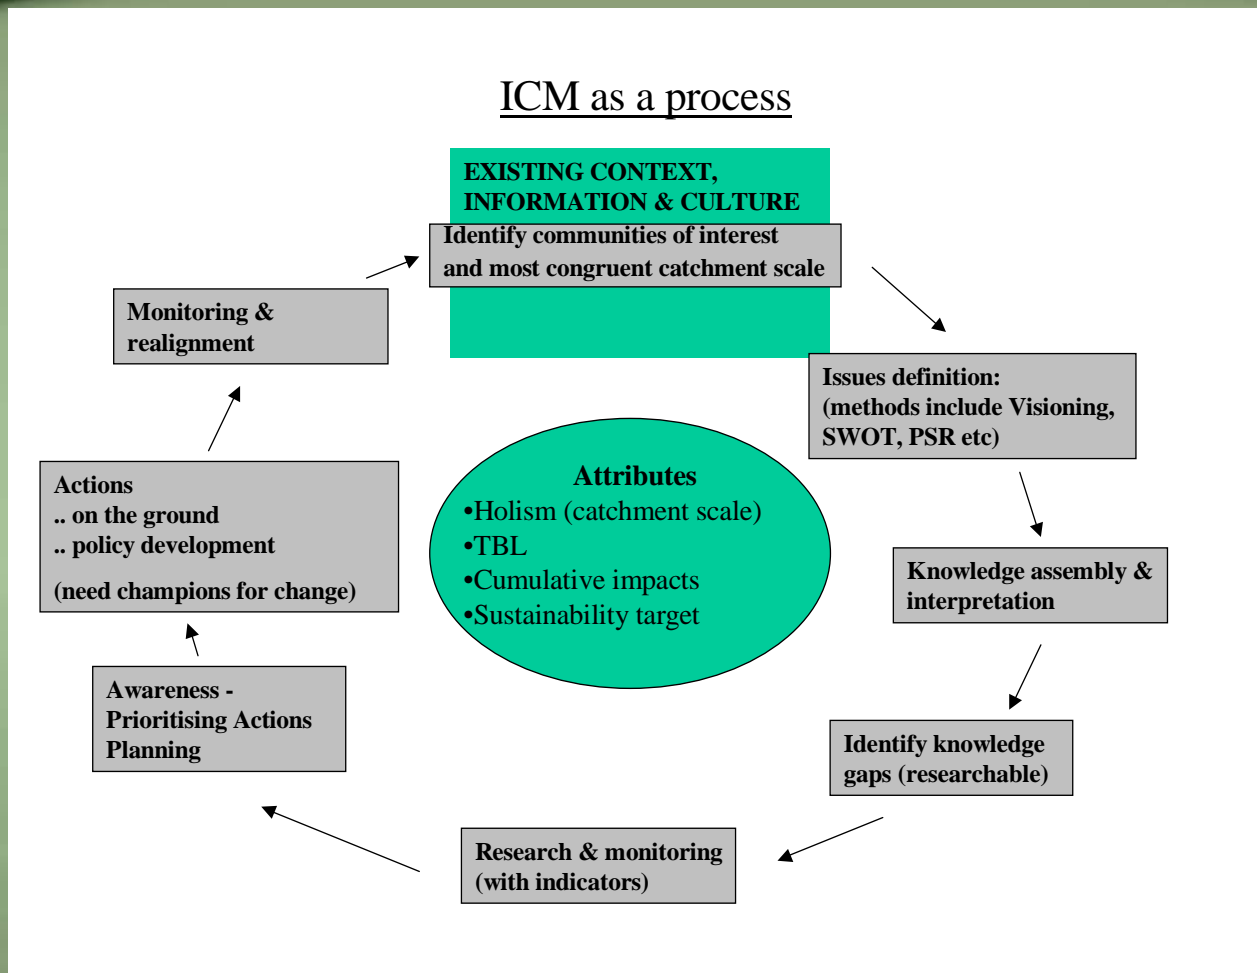 ICM as a process
EXISTING CONTEXT,
INFORMATION & CULTURE
Identify communities of interest
and most congruent catchment scale
Issues definition:
(methods include Visioning,
SWOT, PSR etc)
Knowledge assembly &
interpretation
Identify knowledge
gaps (researchable)
Research & monitoring
(with indicators)
Awareness -
Prioritising Actions
Planning
Actions
.. on the ground
.. policy development
(need champions for change)
Monitoring &
realignment
Attributes
•Holism (catchment scale)
•TBL
•Cumulative impacts
•Sustainability target